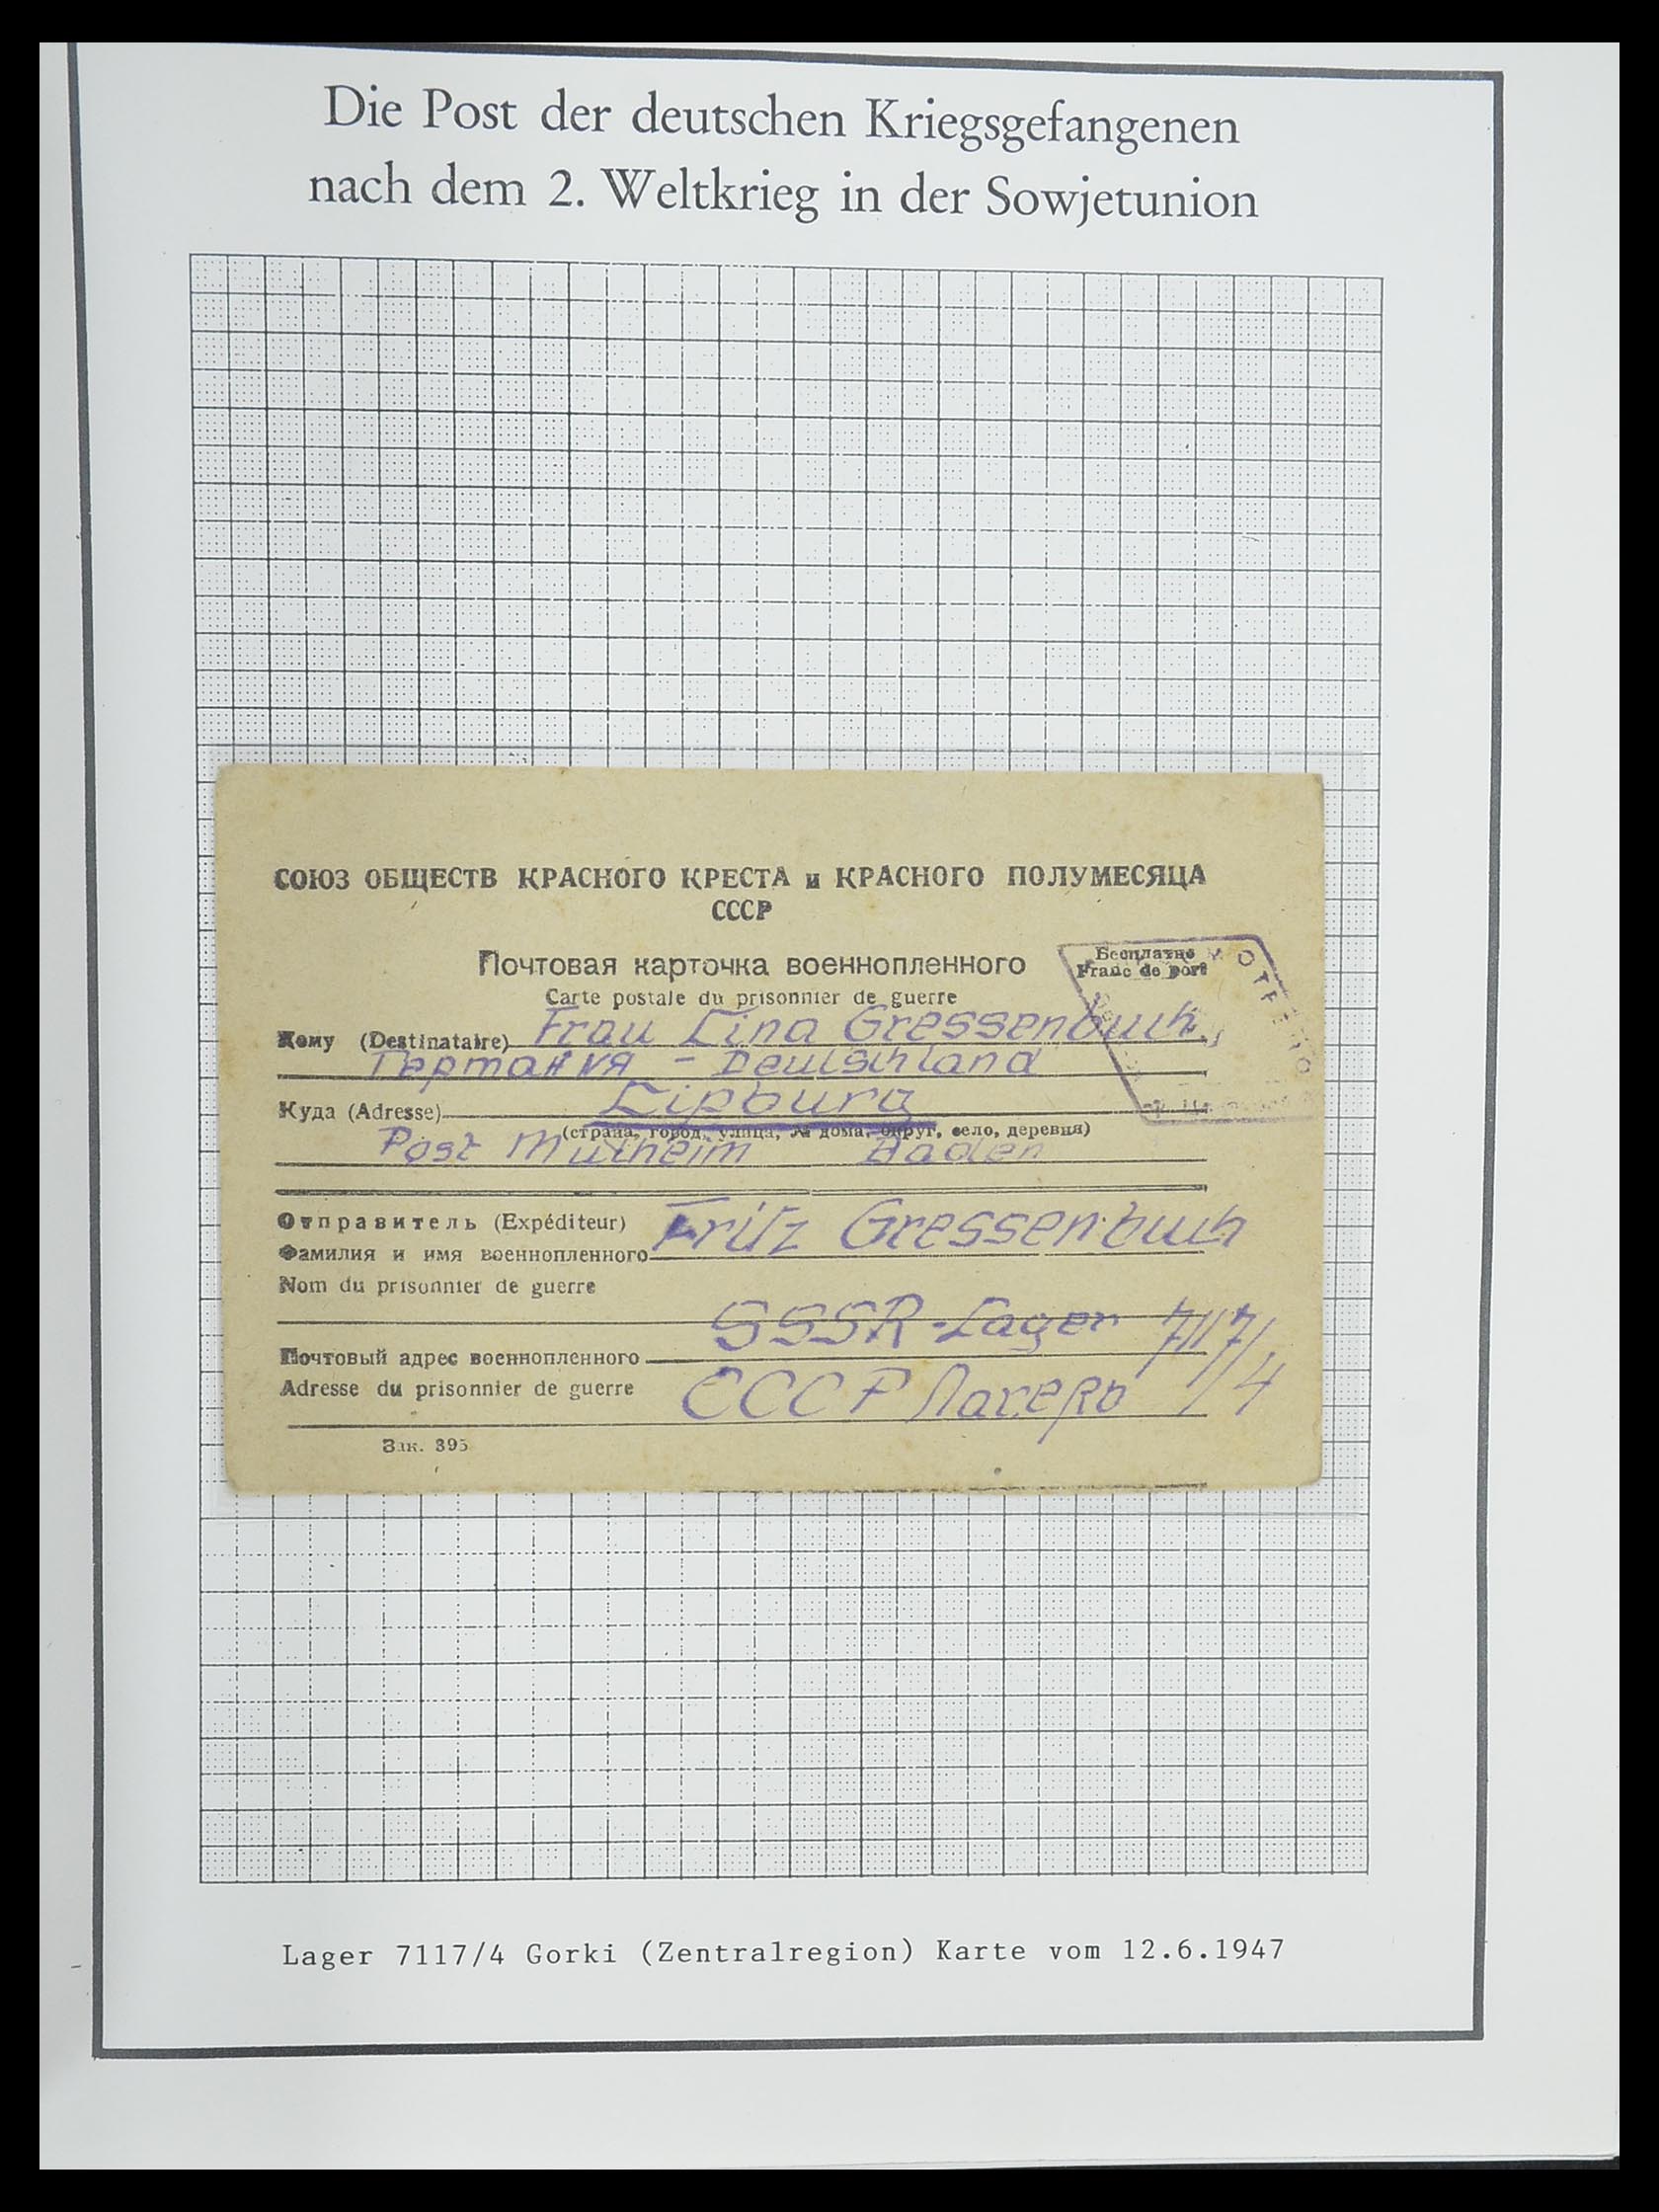 Die Post der deutschen Kriegsgefangenen
nach dem 2. Weltkrieg in der Sowjetunion
СОЮЗ ОБЩЕСТВ КРАСНОГО КРЕСТА и КРАСНОГО ПОЛУМЕСЯЦА
СССР
Почтовая карточка военнопленного
Бесплатно
Franc de port
Carte postale du prisonnier de guerre
Кому (Destinataire) Frau Lina Gressenbuch,
Германия - Deutschland
Куда (Adresse) Lipburg
(страна, город, улица, № дома, округ, село, деревня)
Post Mülheim Baden
Отправитель (Expéditeur) Fritz Gressenbuch
Фамилия и имя военнопленного
Nom du prisonnier de guerre
SSSR-Lager 7117/4
Почтовый адрес военнопленного
Adresse du prisonnier de guerre СССР
Зак. 395
Lager 7117/4 Gorki (Zentralregion) Karte vom 12.6.1947